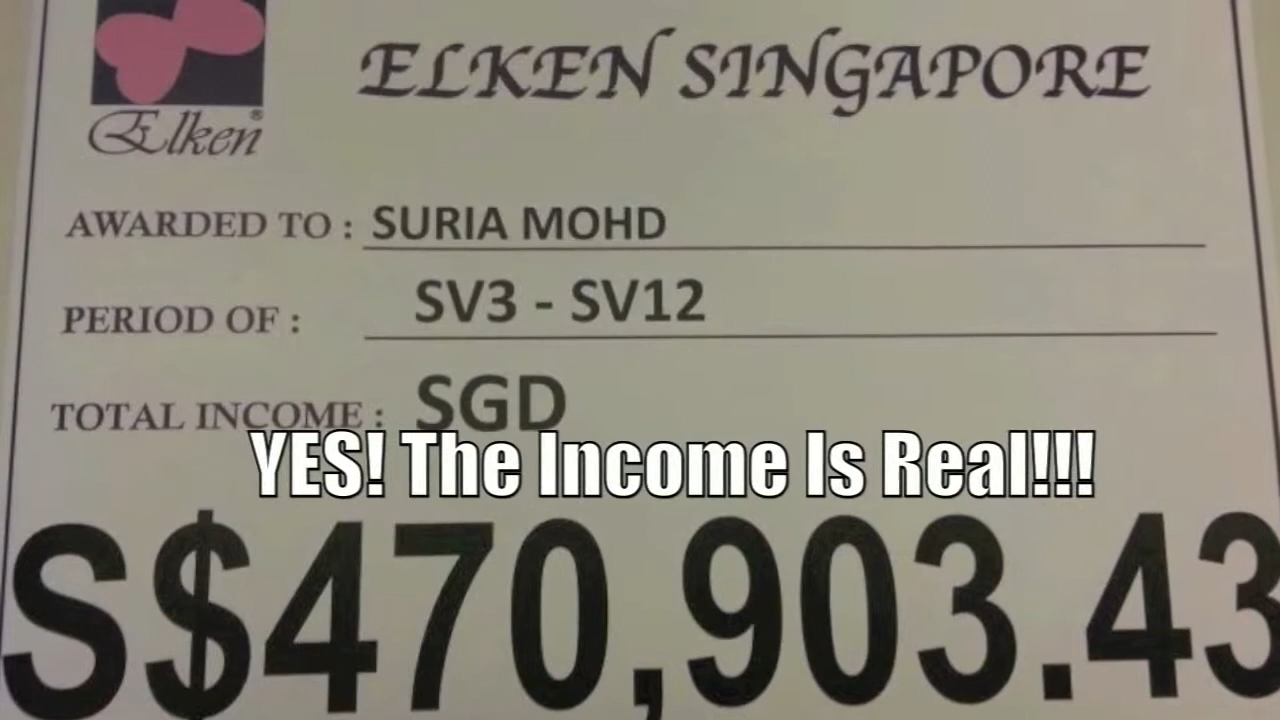 ELKEN SINGAPORE
Elken®
AWARDED TO : SURIA MOHD
PERIOD OF : SV3 - SV12
TOTAL INCOME : SGD
YES! The Income Is Real!!!
S$470,903.43